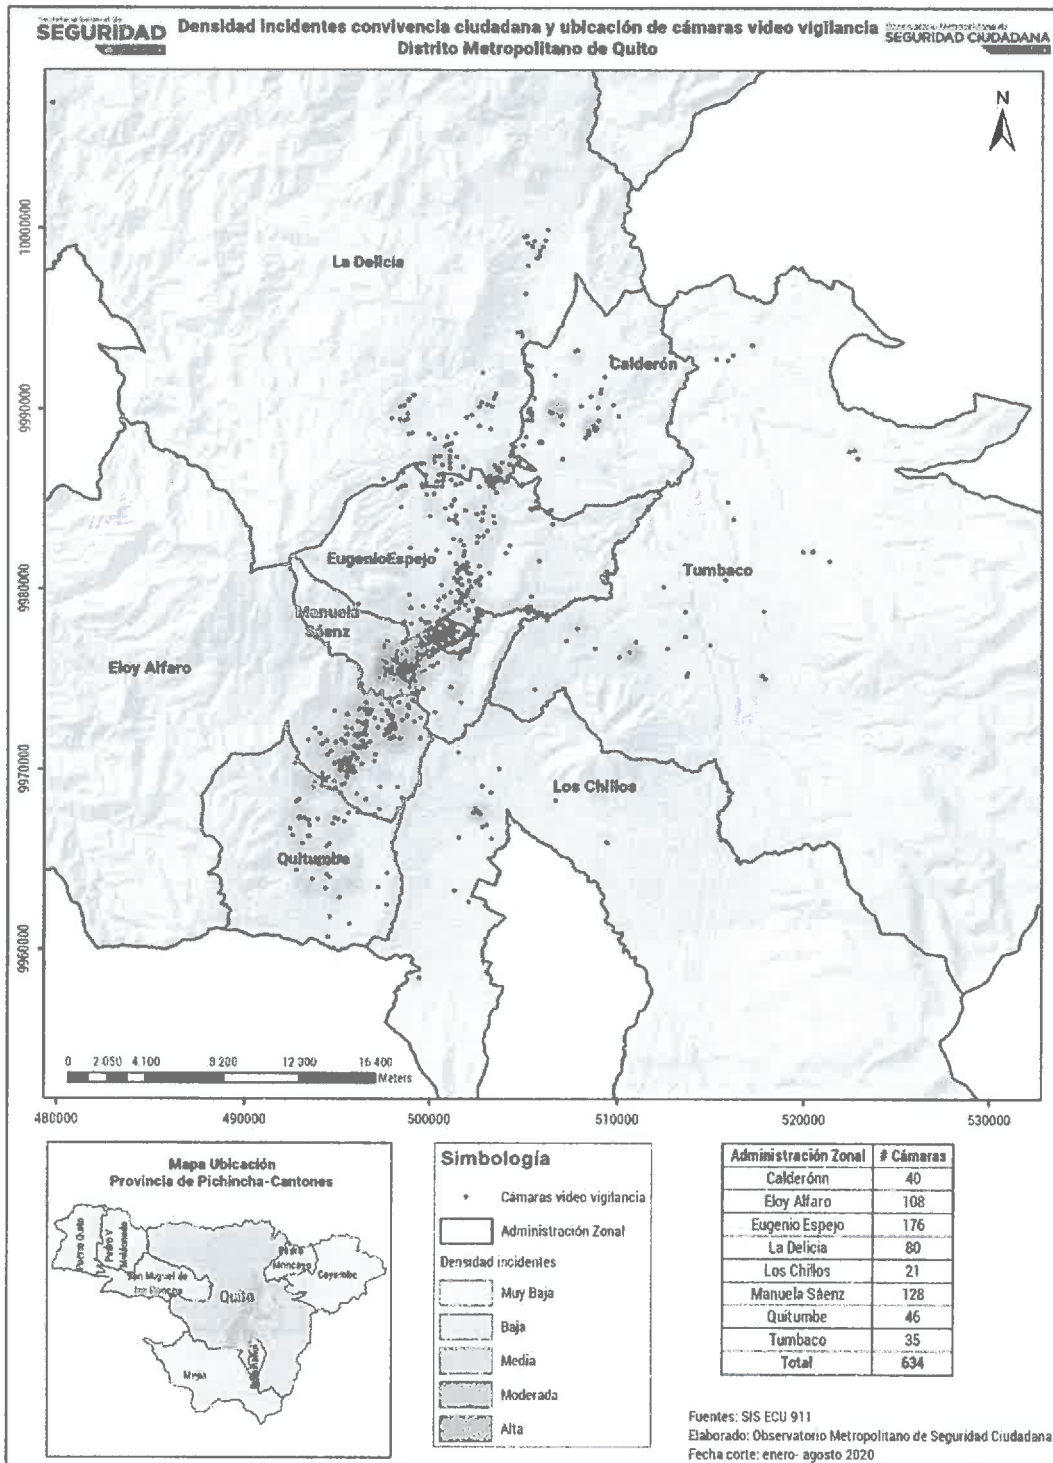 SEGURIDAD
Densidad incidentes convivencia ciudadana y ubicación de cámaras video vigilancia
Distrito Metropolitano de Quito
SEGURIDAD CIUDADANA
N
La Delicia
Calderón
EugenioEspejo
Tumbaco
Manuela
Sáenz
Eloy Alfaro
Los Chillos
Quitumbe
10000000
9990000
9980000
9970000
9960000
0 2 050 4 100 8 200 12 300 16 400
Meters
480000 490000 500000 510000 520000 530000
Mapa Ubicación
Provincia de Pichincha-Cantones
Puerto Quito
Pedro V
Maldonado
San Miguel de
Moncayo
Cayambe
Quito
Mejía
Simbología
Cámaras video vigilancia
Administración Zonal
Densidad incidentes
Muy Baja
Baja
Media
Moderada
Alta
Administración Zonal # Cámaras
Calderónn 40
Eloy Alfaro 108
Eugenio Espejo 176
La Delicia 80
Los Chillos 21
Manuela Sáenz 128
Quitumbe 46
Tumbaco 35
Total 634
Fuentes: SIS ECU 911
Elaborado: Observatorio Metropolitano de Seguridad Ciudadana
Fecha corte: enero- agosto 2020